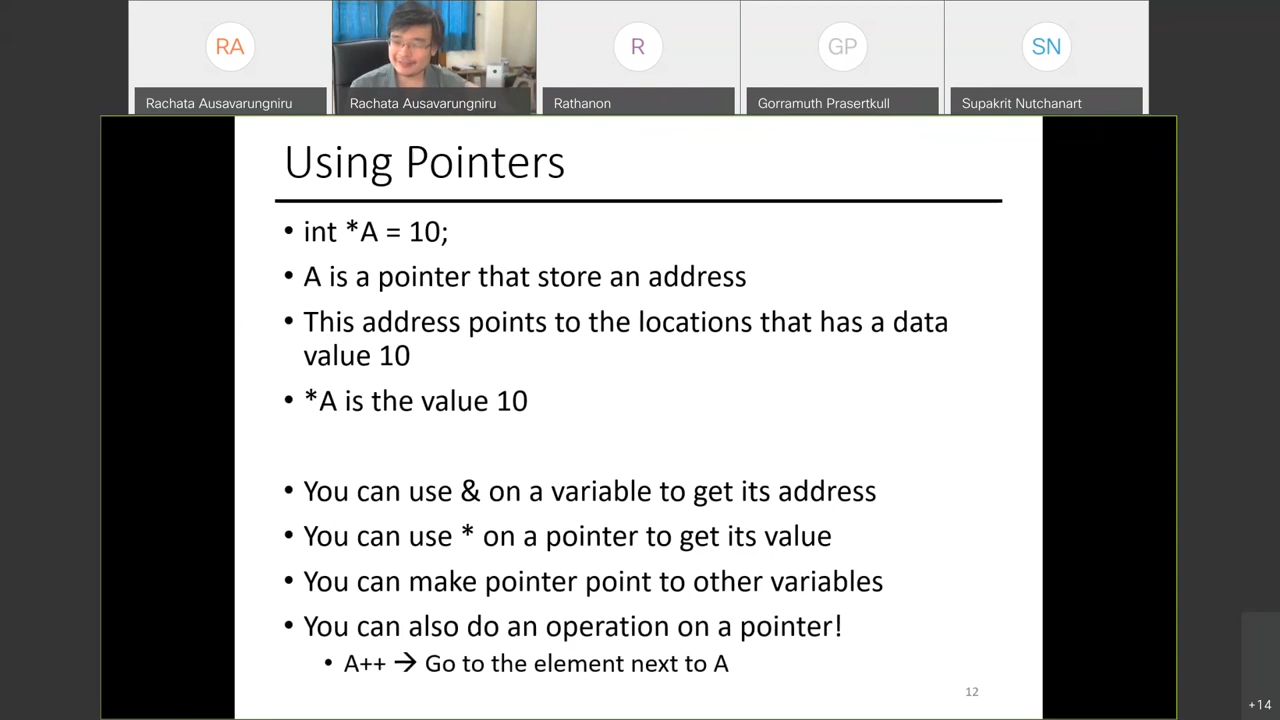 RA
R
GP
SN
Rachata Ausavarungniru
Rachata Ausavarungniru
Rathanon
Gorramuth Prasertkull
Supakrit Nutchanart
Using Pointers
• int *A = 10;
• A is a pointer that store an address
• This address points to the locations that has a data
value 10
• *A is the value 10
• You can use & on a variable to get its address
• You can use * on a pointer to get its value
• You can make pointer point to other variables
• You can also do an operation on a pointer!
• A++ → Go to the element next to A
12
+14